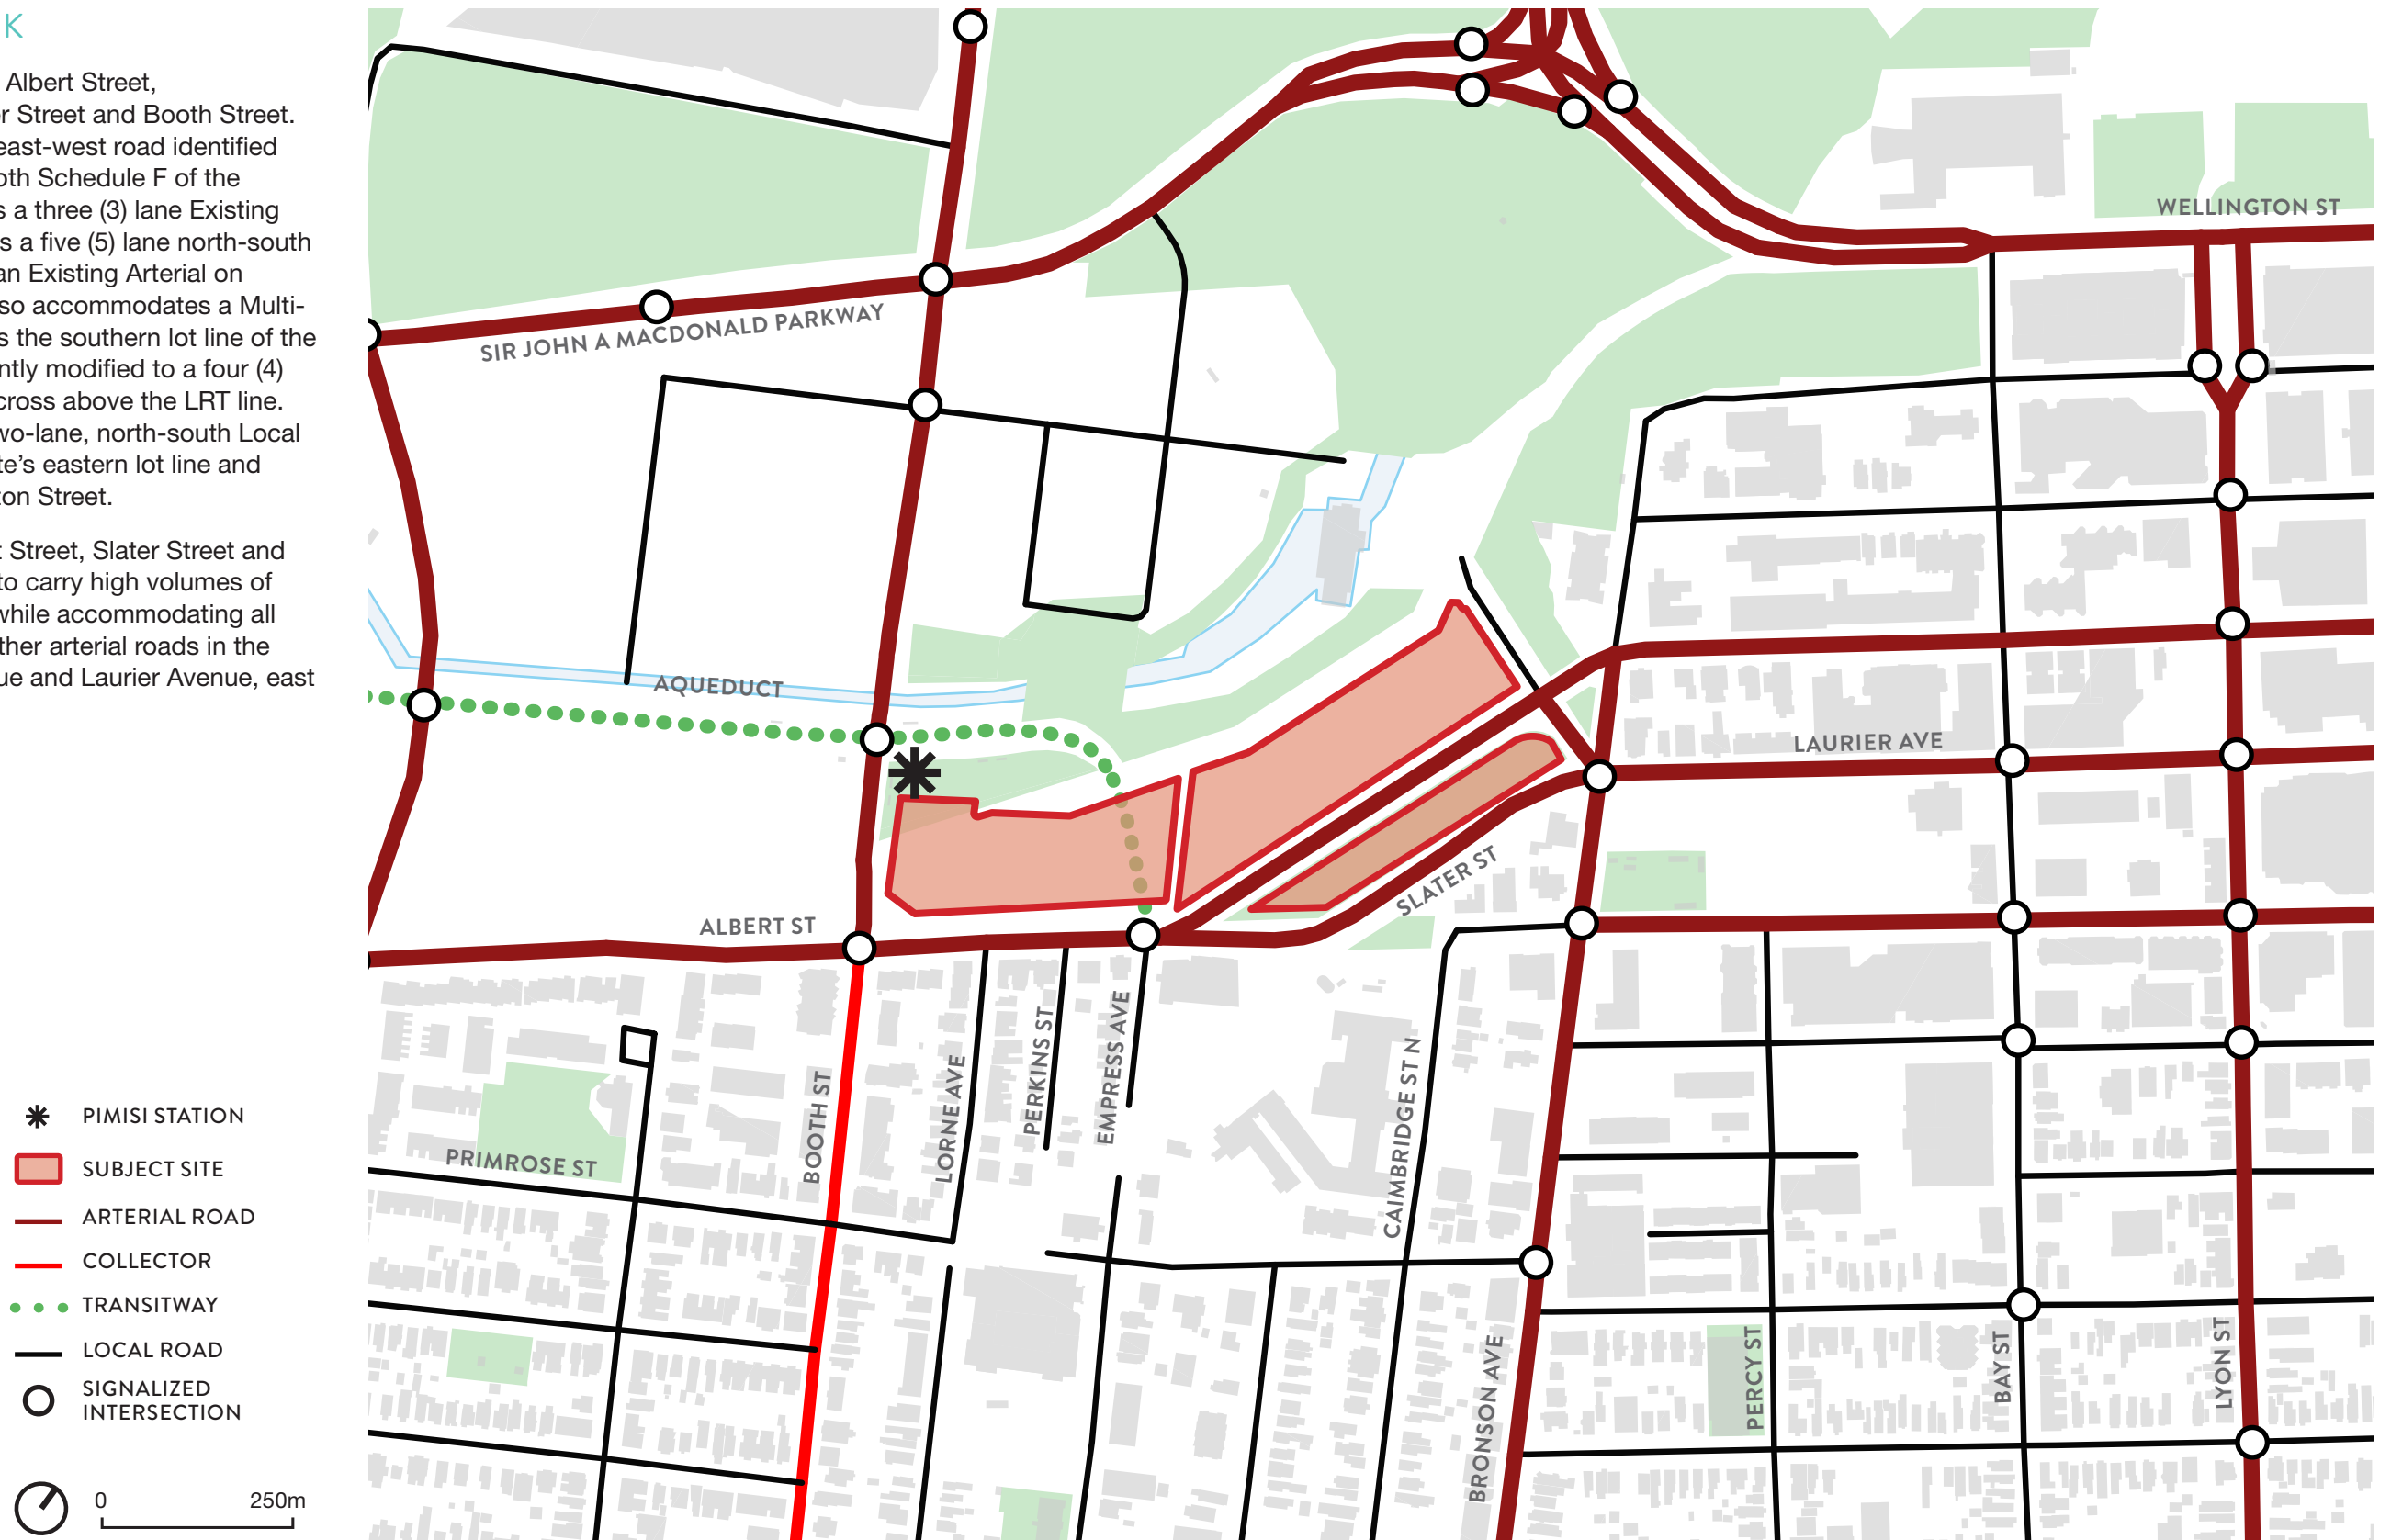 K
Albert Street,
r Street and Booth Street.
east-west road identified
oth Schedule F of the
s a three (3) lane Existing
s a five (5) lane north-south
an Existing Arterial on
so accommodates a Multi-
s the southern lot line of the
ntly modified to a four (4)
cross above the LRT line.
wo-lane, north-south Local
te's eastern lot line and
on Street.
t Street, Slater Street and
to carry high volumes of
while accommodating all
ther arterial roads in the
ue and Laurier Avenue, east
WELLINGTON ST
SIR JOHN A MACDONALD PARKWAY
AQUEDUCT
LAURIER AVE
SLATER ST
ALBERT ST
BOOTH ST
LORNE AVE
PERKINS ST
EMPRESS AVE
CAIMBRIDGE ST N
PRIMROSE ST
BRONSON AVE
PERCY ST
BAY ST
LYON ST
PIMISI STATION
SUBJECT SITE
ARTERIAL ROAD
COLLECTOR
TRANSITWAY
LOCAL ROAD
SIGNALIZED
INTERSECTION
0 250m